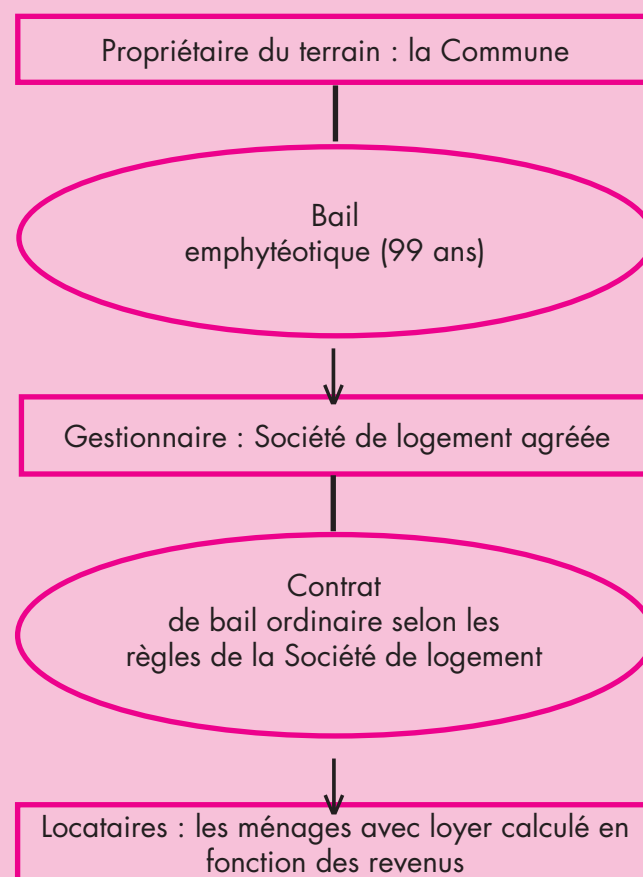 Propriétaire du terrain : la Commune
Bail
emphytéotique (99 ans)
Gestionnaire : Société de logement agréée
Contrat
de bail ordinaire selon les
règles de la Société de logement
Locataires : les ménages avec loyer calculé en
fonction des revenus